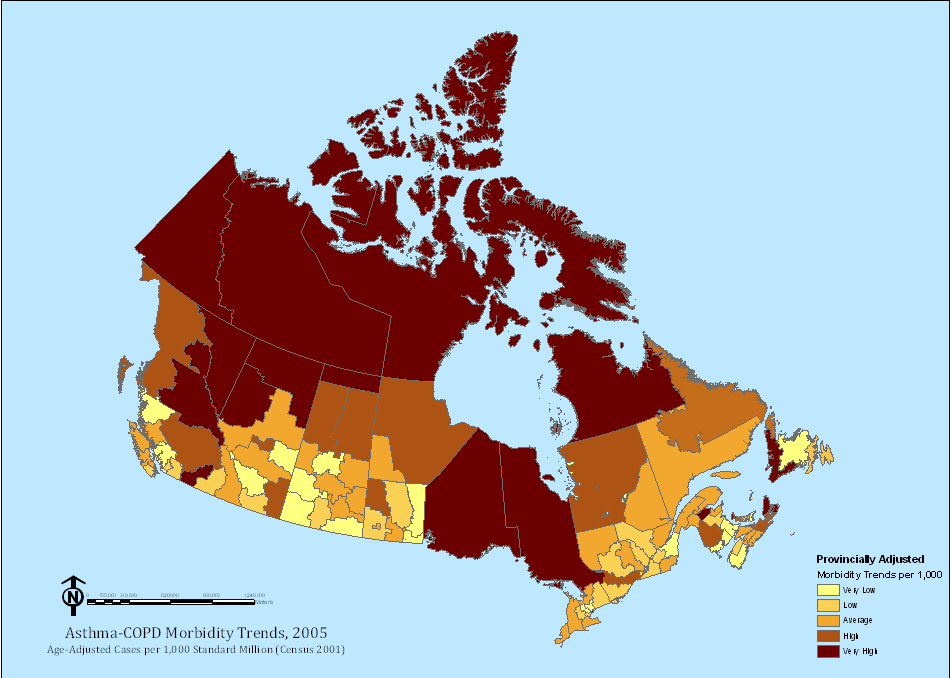 Provincially Adjusted
Morbidity Trends per 1,000
Very Low
Low
Average
High
Very High
N
Meters
Asthma-COPD Morbidity Trends, 2005
Age-Adjusted Cases per 1,000 Standard Million (Census 2001)